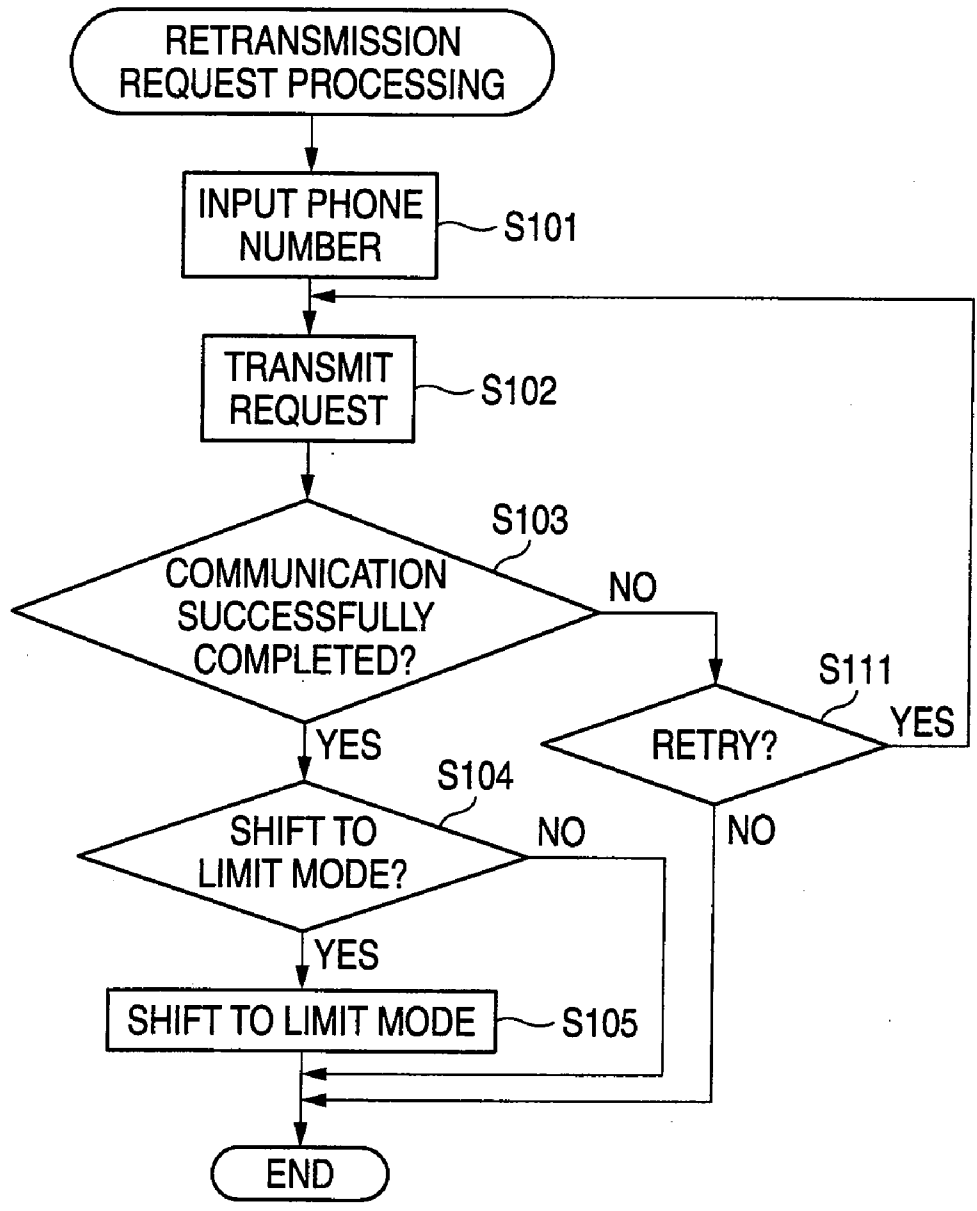 RETRANSMISSION
REQUEST PROCESSING
INPUT PHONE
NUMBER
S101
TRANSMIT
REQUEST
S102
S103
COMMUNICATION
SUCCESSFULLY
COMPLETED?
NO
S111
RETRY?
YES
YES
S104
SHIFT TO
LIMIT MODE?
NO
NO
YES
SHIFT TO LIMIT MODE
S105
END